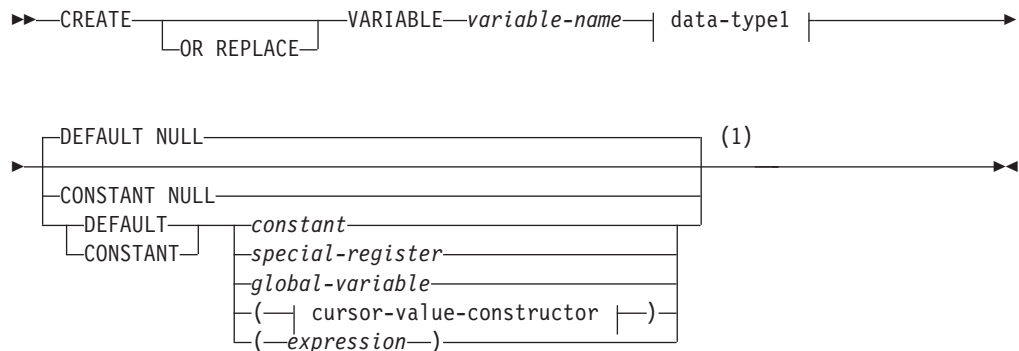 CREATE VARIABLE variable-name data-type1
OR REPLACE
DEFAULT NULL (1)
CONSTANT NULL
DEFAULT constant
CONSTANT special-register
global-variable
( cursor-value-constructor )
( expression )